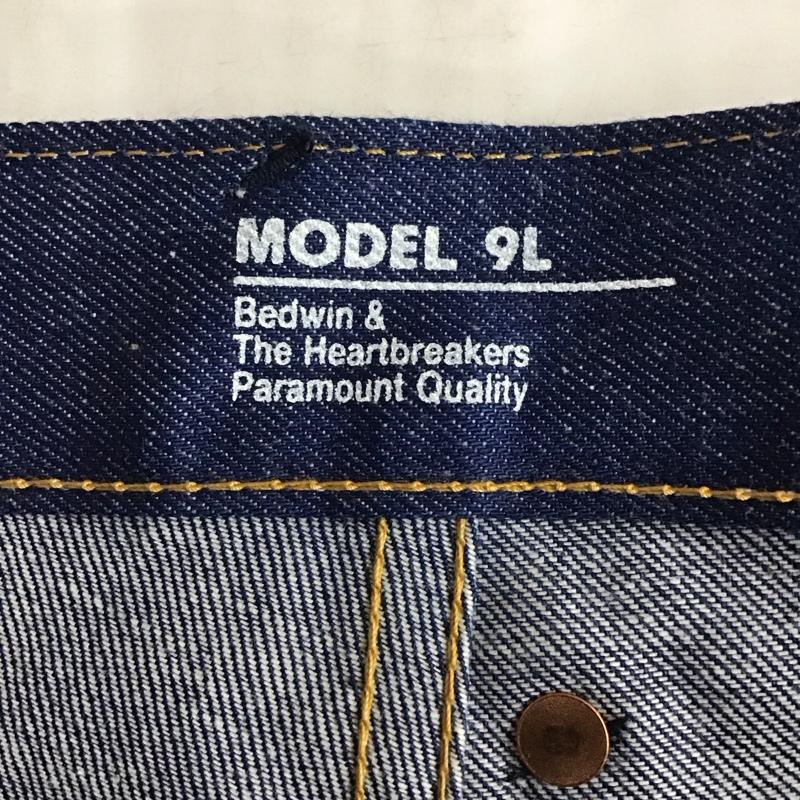 MODEL 9L
Bedwin &
The Heartbreakers
Paramount Quality